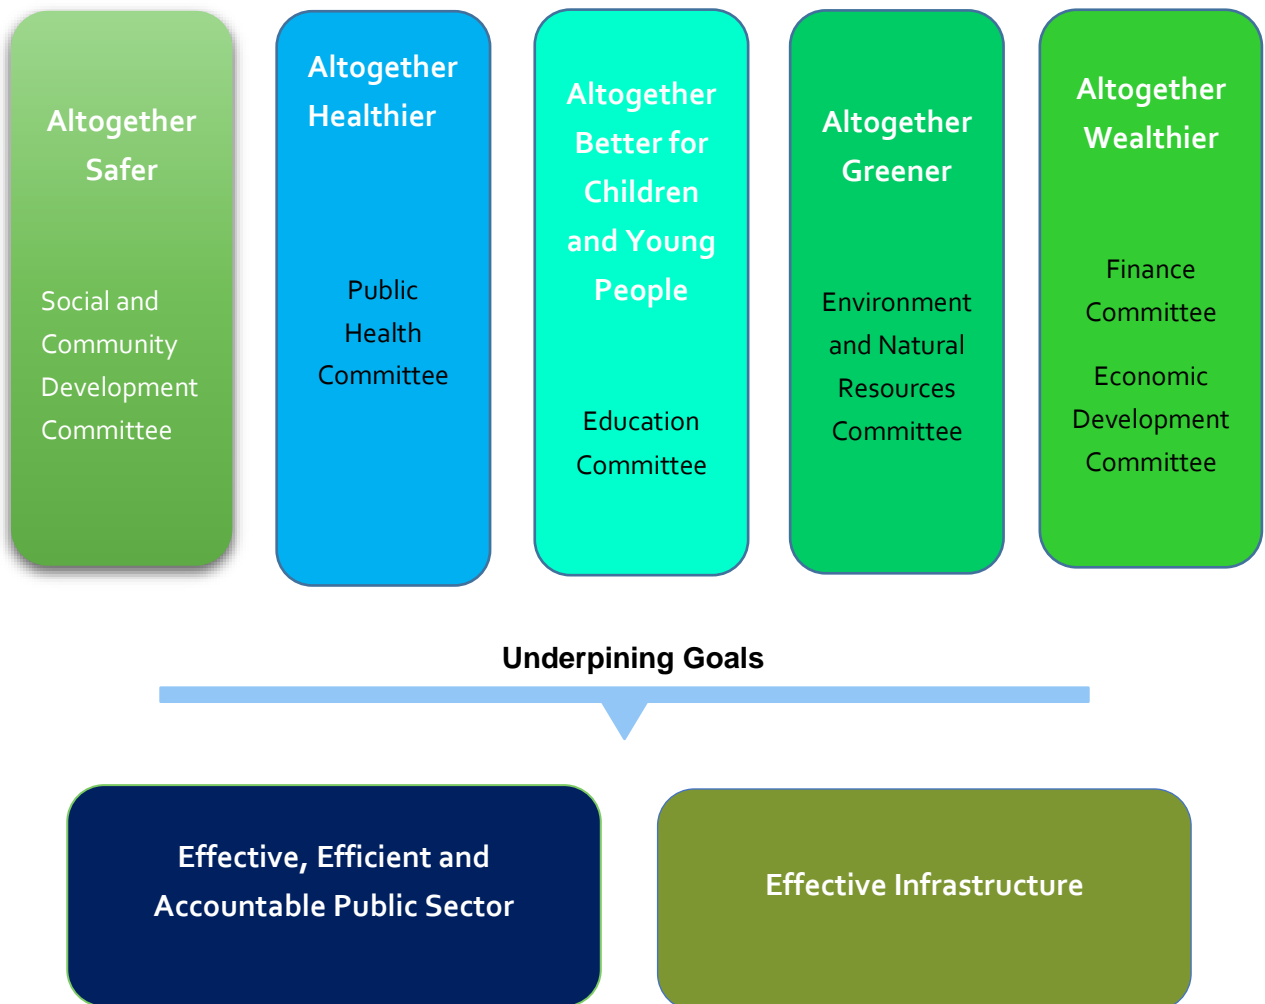 Altogether
Safer
Social and
Community
Development
Committee
Altogether
Healthier
Public
Health
Committee
Altogether
Better for
Children
and Young
People
Education
Committee
Altogether
Greener
Environment
and Natural
Resources
Committee
Altogether
Wealthier
Finance
Committee
Economic
Development
Committee
Underpining Goals
Effective, Efficient and
Accountable Public Sector
Effective Infrastructure